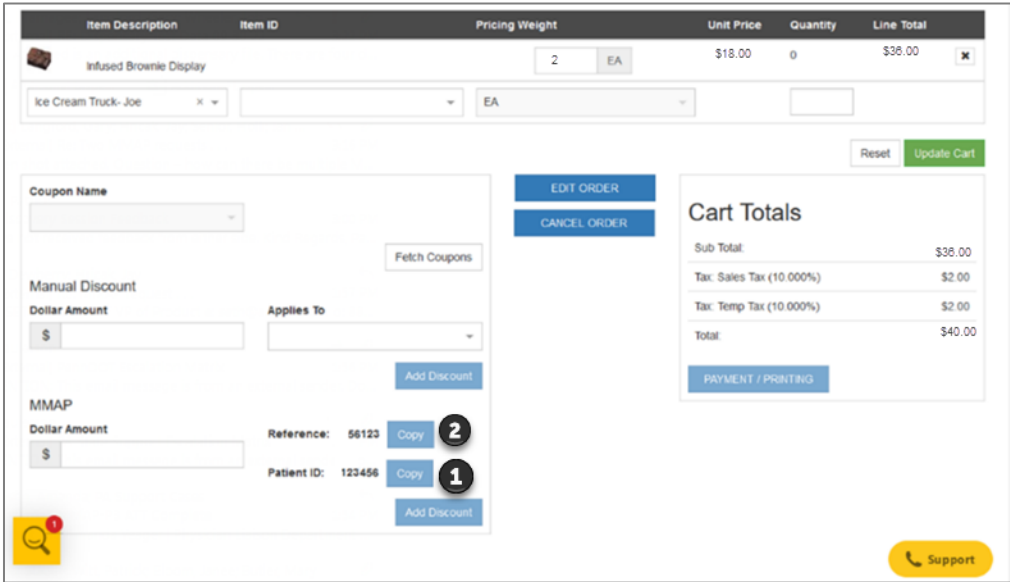 Item Description Item ID Pricing Weight Unit Price Quantity Line Total
Infused Brownie Display 2 EA $18.00 0 $36.00 ✖
Ice Cream Truck- Joe × EA
Reset Update Cart
Coupon Name
Fetch Coupons
Manual Discount
Dollar Amount Applies To
$
Add Discount
MMAP
Dollar Amount
$
Reference: 56123 Copy 2
Patient ID: 123456 Copy 1
Add Discount
EDIT ORDER
CANCEL ORDER
Cart Totals
Sub Total: $36.00
Tax: Sales Tax (10.000%) $2.00
Tax: Temp Tax (10.000%) $2.00
Total: $40.00
PAYMENT / PRINTING
1
Support